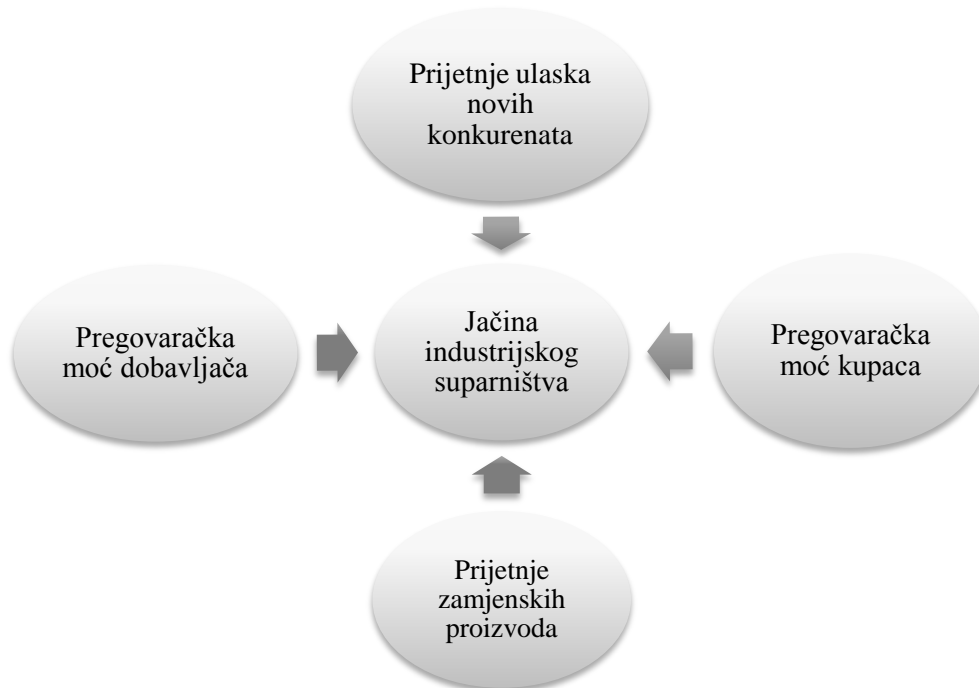 Prijetnje ulaska
novih
konkurenata
Pregovaračka
moć dobavljača
Jačina
industrijskog
suparništva
Pregovaračka
moć kupaca
Prijetnje
zamjenskih
proizvoda